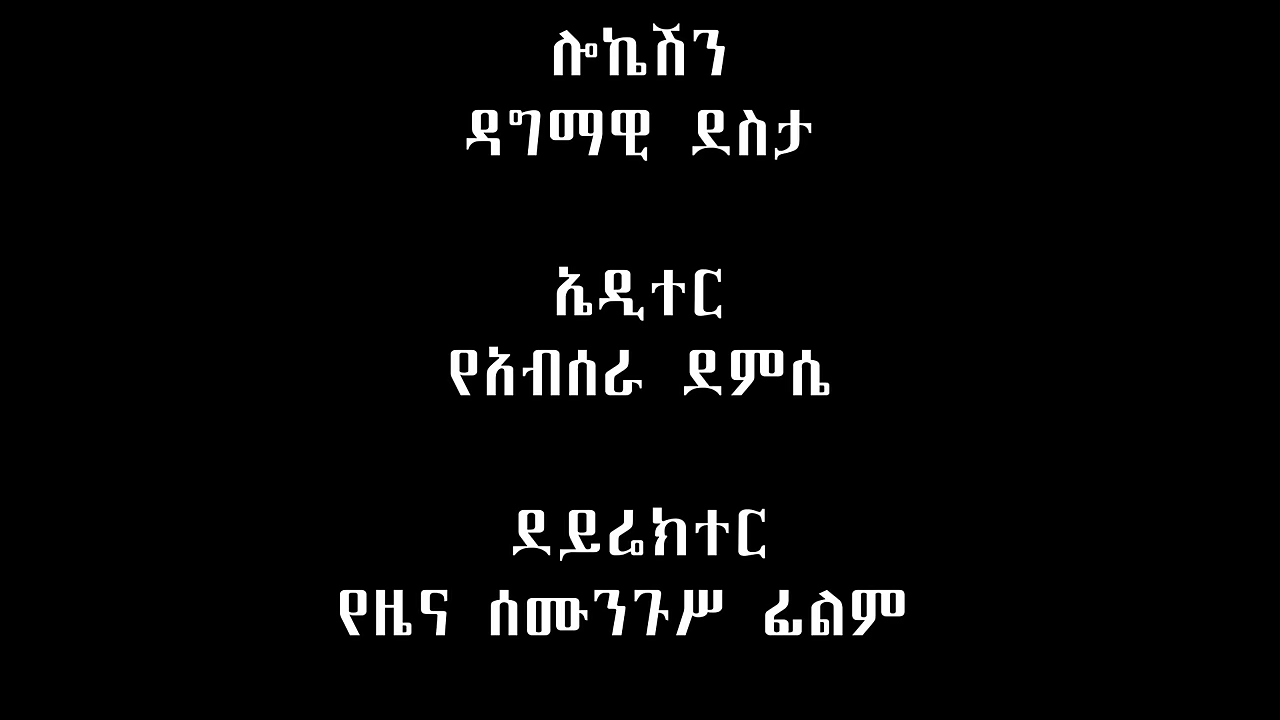 ሎኬሽን
ዳግማዊ ደስታ
ኤዲተር
የአብሰራ ደምሴ
ደይሬክተር
የዜና ሰሙንጉሥ ፊልም